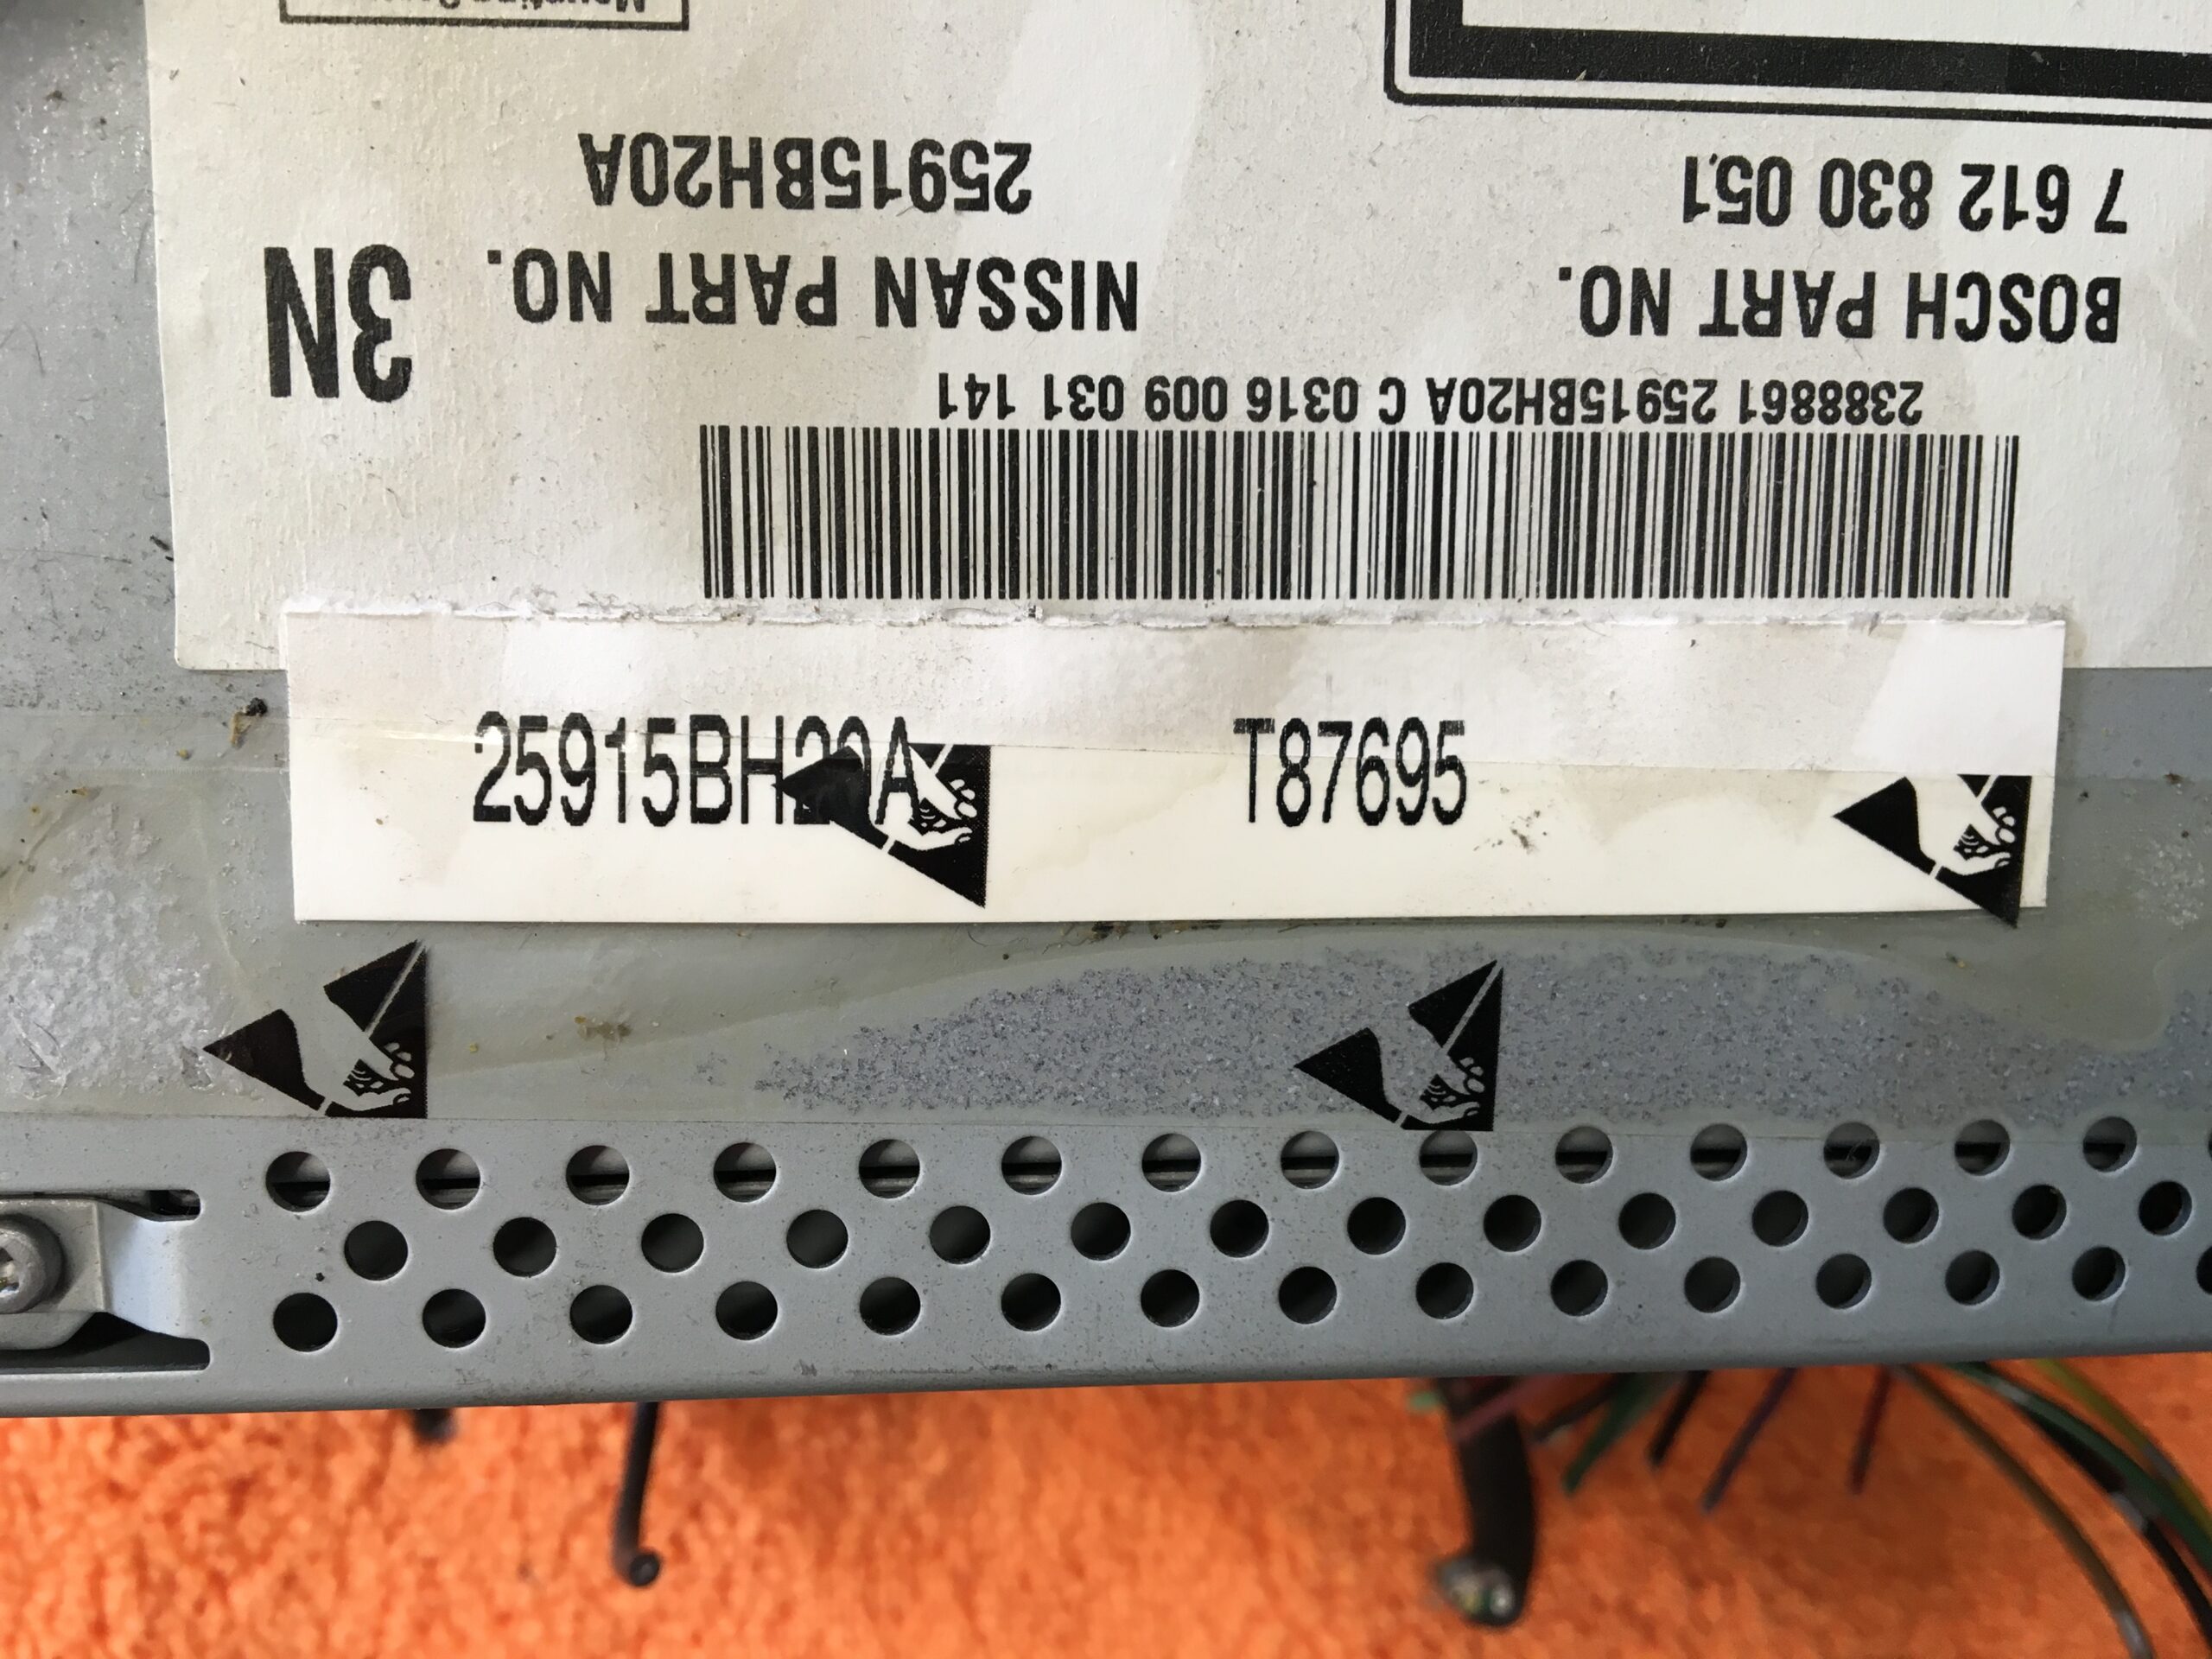 2388861 25915BH20A C 0316 009 031 141
BOSCH PART NO. NISSAN PART NO. 3N
7 612 830 051 25915BH20A
25915BH20A T87695